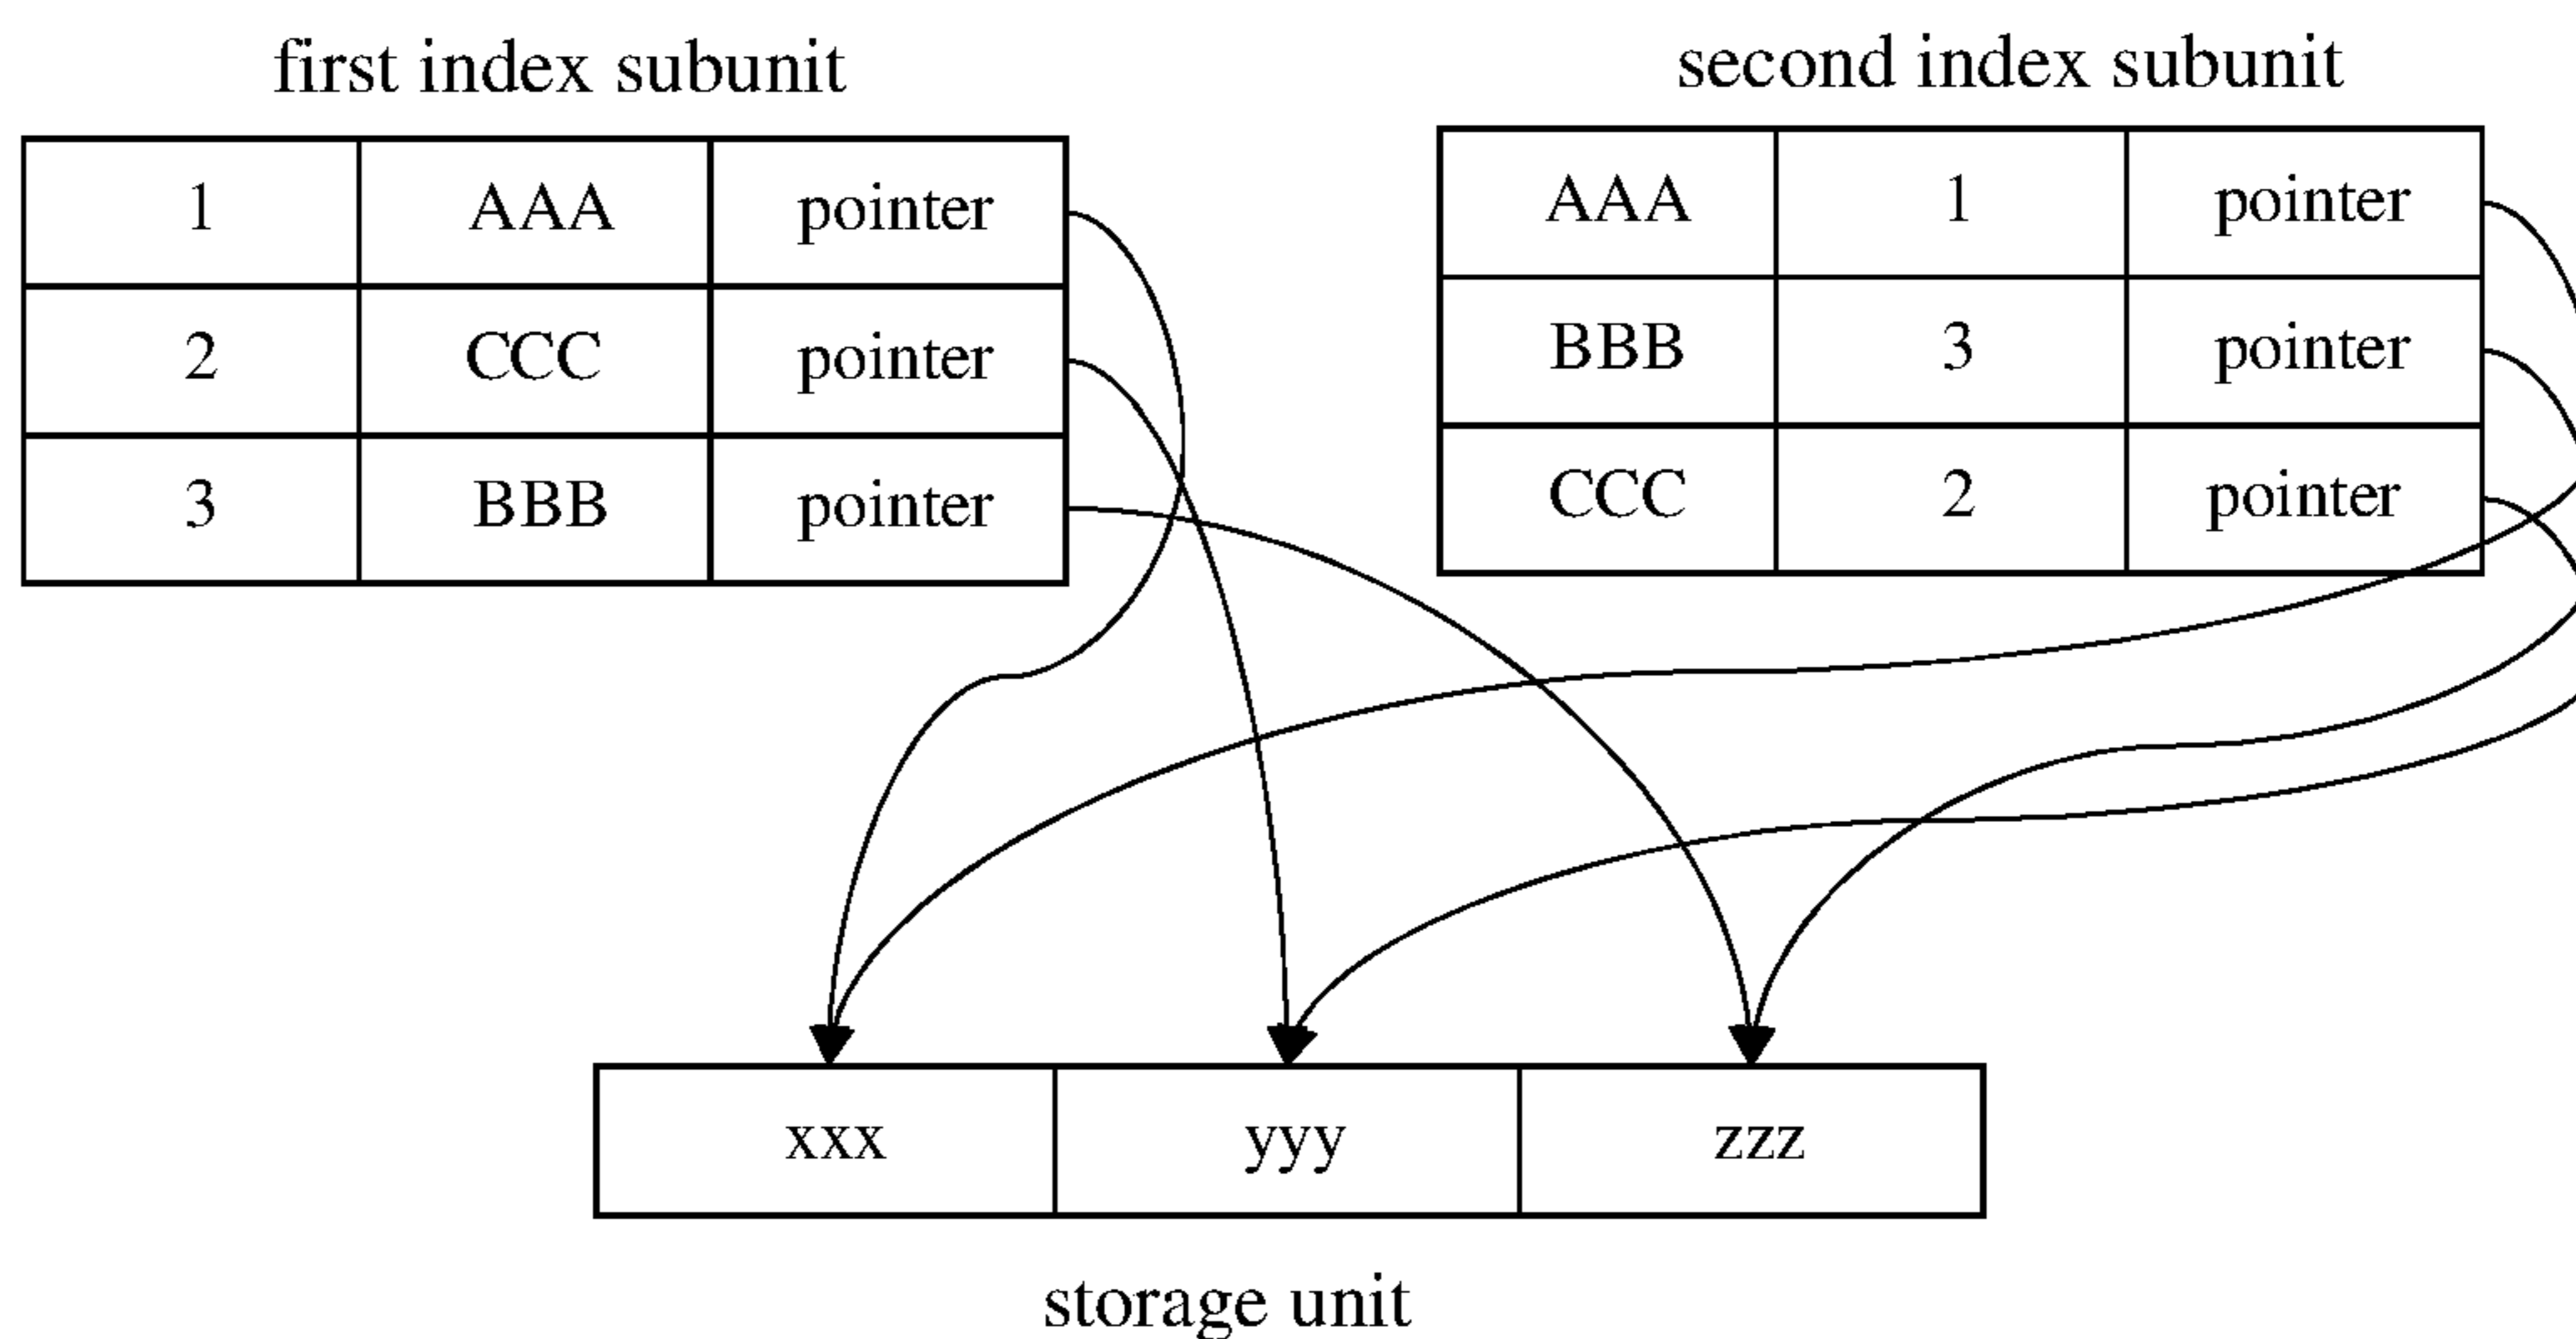 first index subunit
1 AAA pointer
2 CCC pointer
3 BBB pointer
second index subunit
AAA 1 pointer
BBB 3 pointer
CCC 2 pointer
xxx yyy zzz
storage unit